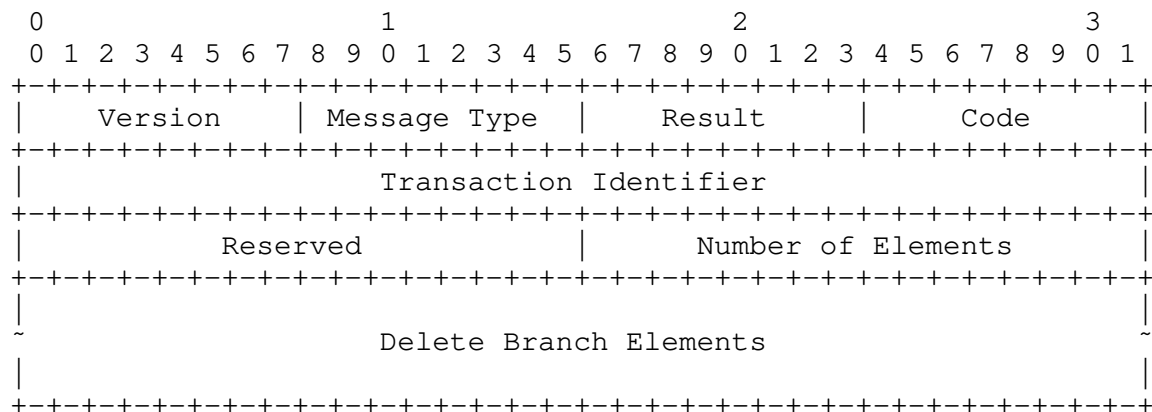 0                   1                   2                   3
 0 1 2 3 4 5 6 7 8 9 0 1 2 3 4 5 6 7 8 9 0 1 2 3 4 5 6 7 8 9 0 1
+-+-+-+-+-+-+-+-+-+-+-+-+-+-+-+-+-+-+-+-+-+-+-+-+-+-+-+-+-+-+-+-+
|    Version    | Message Type  |    Result     |     Code      |
+-+-+-+-+-+-+-+-+-+-+-+-+-+-+-+-+-+-+-+-+-+-+-+-+-+-+-+-+-+-+-+-+
|                    Transaction Identifier                     |
+-+-+-+-+-+-+-+-+-+-+-+-+-+-+-+-+-+-+-+-+-+-+-+-+-+-+-+-+-+-+-+-+
|           Reserved            |      Number of Elements       |
+-+-+-+-+-+-+-+-+-+-+-+-+-+-+-+-+-+-+-+-+-+-+-+-+-+-+-+-+-+-+-+-+
|                                                               |
~                    Delete Branch Elements                     ~
|                                                               |
+-+-+-+-+-+-+-+-+-+-+-+-+-+-+-+-+-+-+-+-+-+-+-+-+-+-+-+-+-+-+-+-+